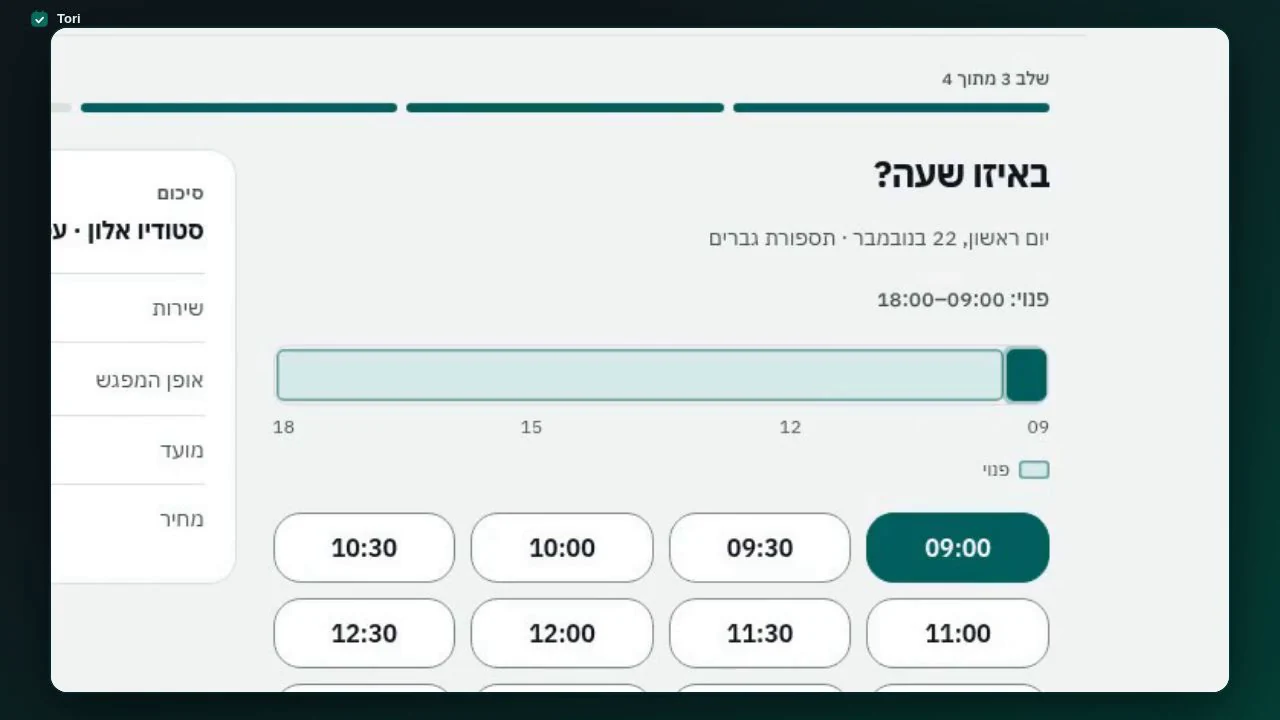 Tori
שלב 3 מתוך 4
באיזו שעה?
יום ראשון, 22 בנובמבר · תספורת גברים
פנוי: 09:00–18:00
09 12 15 18
פנוי
09:00 09:30 10:00 10:30
11:00 11:30 12:00 12:30
סיכום
סטודיו אלון ·
שירות
אופן המפגש
מועד
מחיר